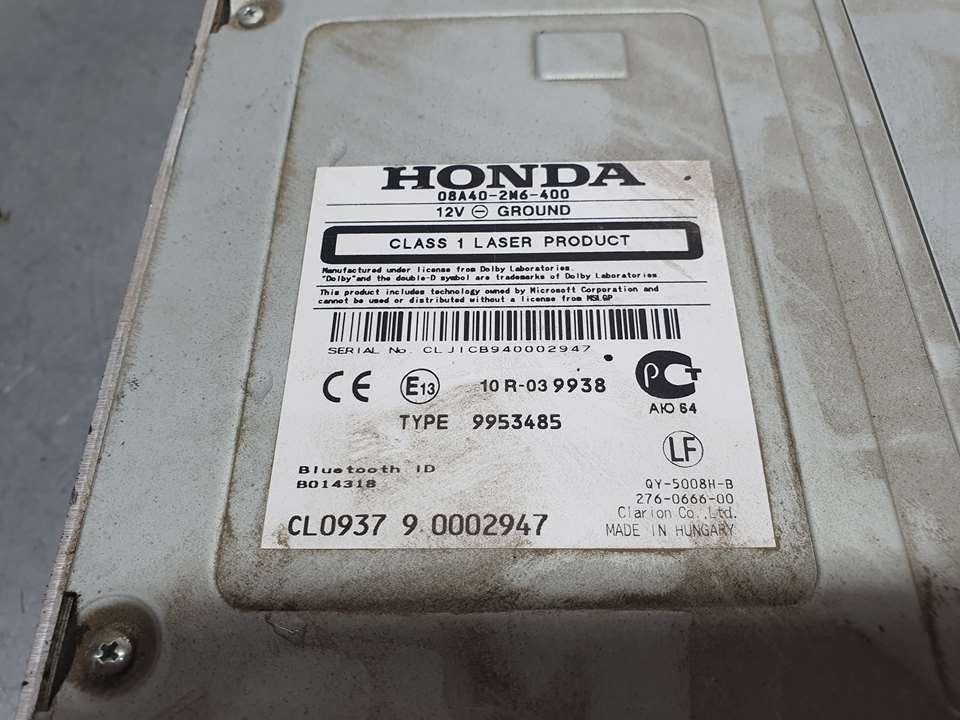 HONDA
08A40-2M6-400
12V ⊖ GROUND
CLASS 1 LASER PRODUCT
Manufactured under license from Dolby Laboratories.
"Dolby"and the double-D symbol are trademarks of Dolby Laboratories
This product includes technology owned by Microsoft Corporation and
cannot be used or distributed without a license from MSLGP
SERIAL No. CLJICB940002947
CE E13 10 R-03 9938 PCT
АЮ 64
TYPE 9953485
LF
Bluetooth ID
B014318
QY-5008H-B
276-0666-00
Clarion Co.,Ltd.
CL0937 9.0002947
MADE IN HUNGARY